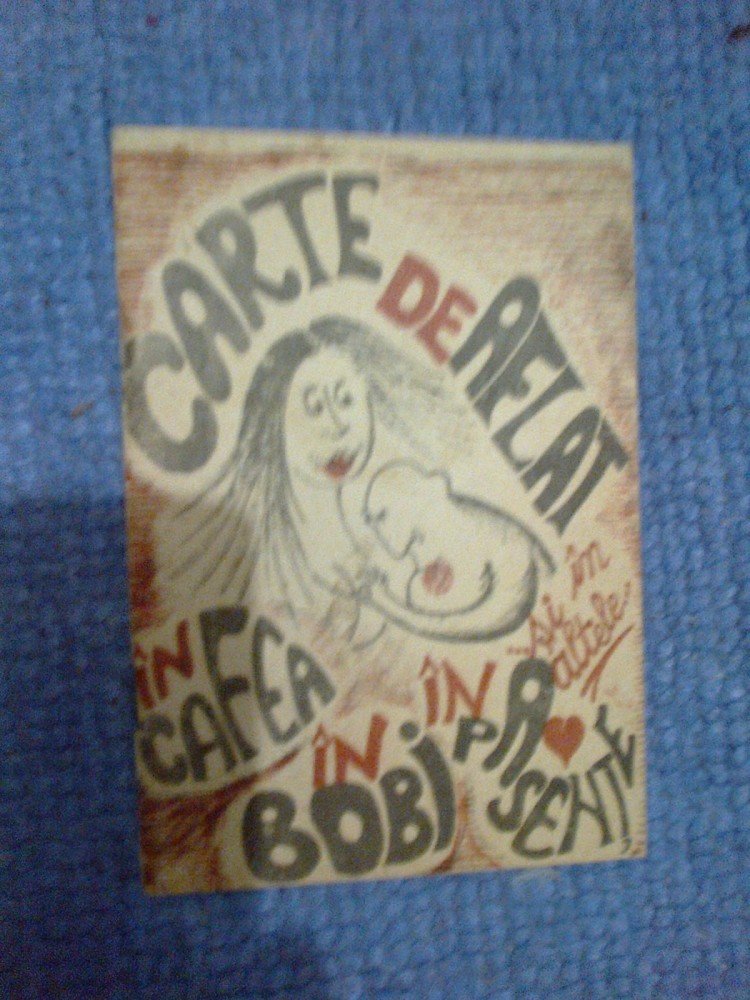 CARTE DE AFLAT
ÎN CAFEA
ÎN BOBI
ÎN PASENȚE
...și în
altele..